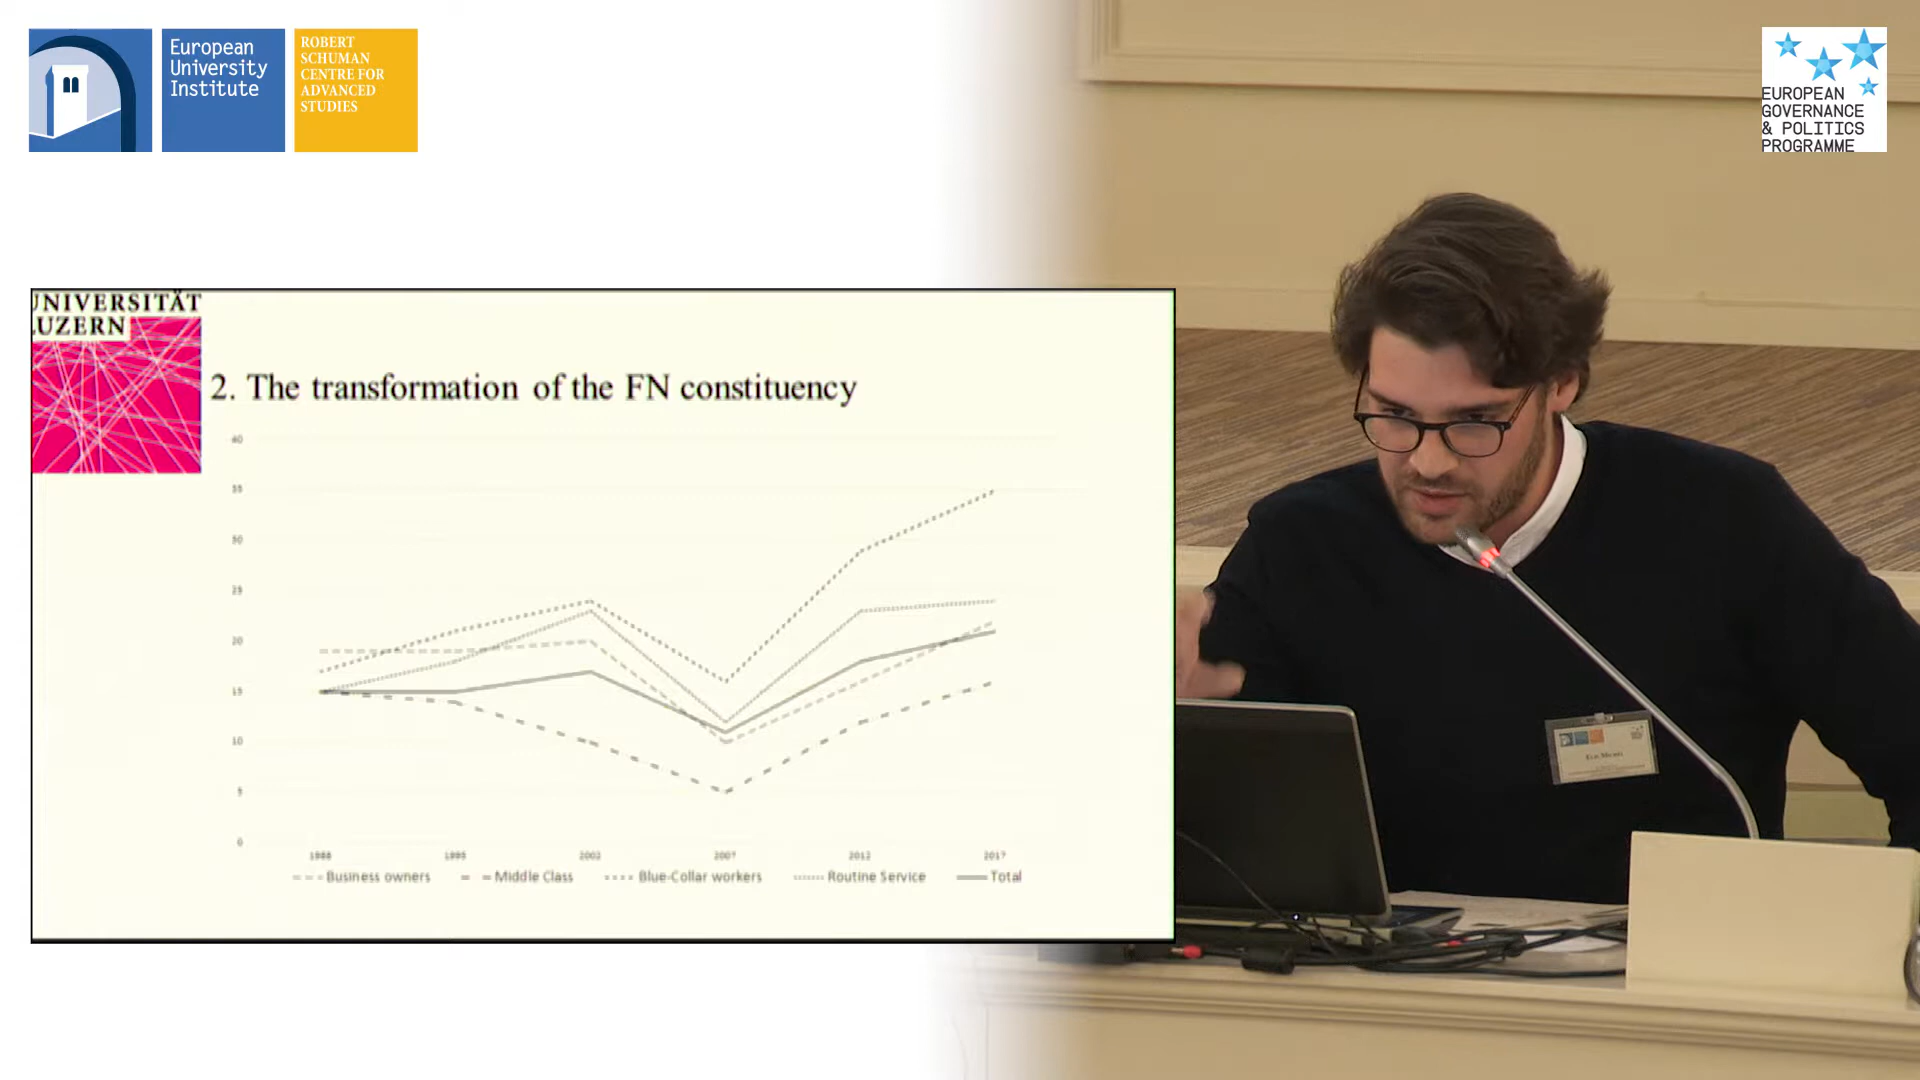 European
University
Institute
ROBERT
SCHUMAN
CENTRE FOR
ADVANCED
STUDIES
EUROPEAN
GOVERNANCE
& POLITICS
PROGRAMME
UNIVERSITÄT
LUZERN
2. The transformation of the FN constituency
40
35
30
25
20
15
10
5
0
1988 1995 2002 2007 2012 2017
Business owners Middle Class Blue-Collar workers Routine Service Total